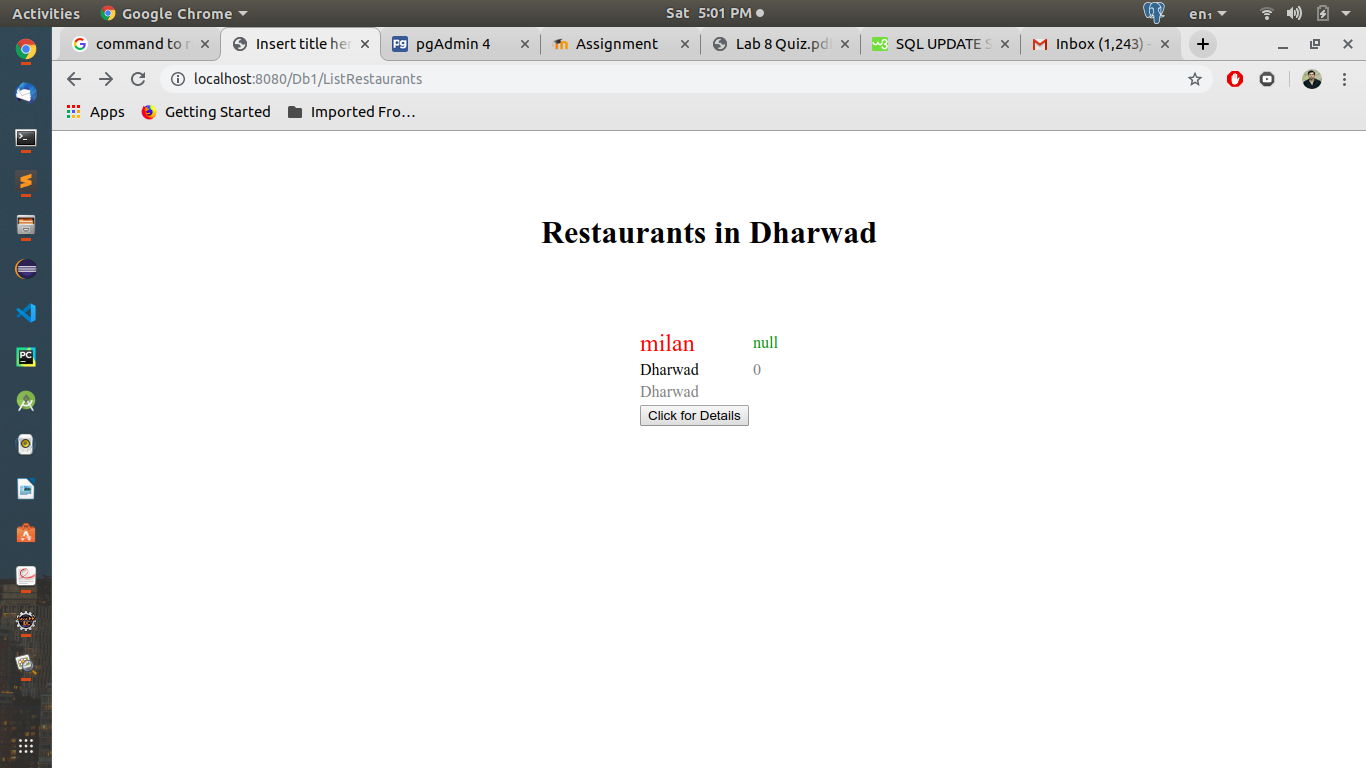 Activities Google Chrome Sat 5:01 PM en₁
command to r Insert title her pgAdmin 4 Assignment Lab 8 Quiz.pdf SQL UPDATE S Inbox (1,243) -
localhost:8080/Db1/ListRestaurants
Apps Getting Started Imported Fro…
Restaurants in Dharwad
milan null
Dharwad 0
Dharwad
Click for Details